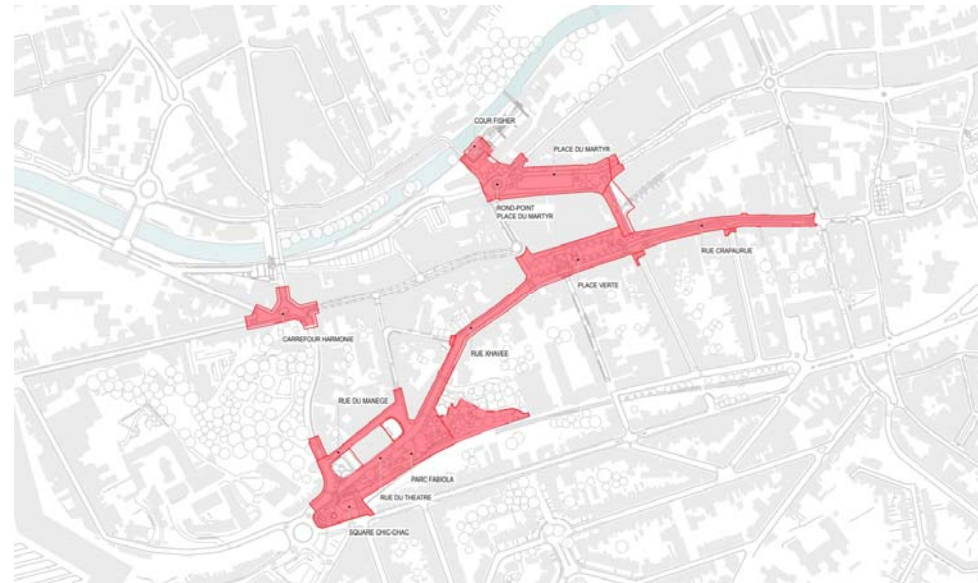 COUR FISHER
PLACE DU MARTYR
ROND-POINT
PLACE DU MARTYR
RUE CRAPAURUE
PLACE VERTE
RUE XHAVEE
CARREFOUR HARMONIE
RUE DU MANEGE
PARC FABIOLA
RUE DU THEATRE
SQUARE CHIC-CHAC